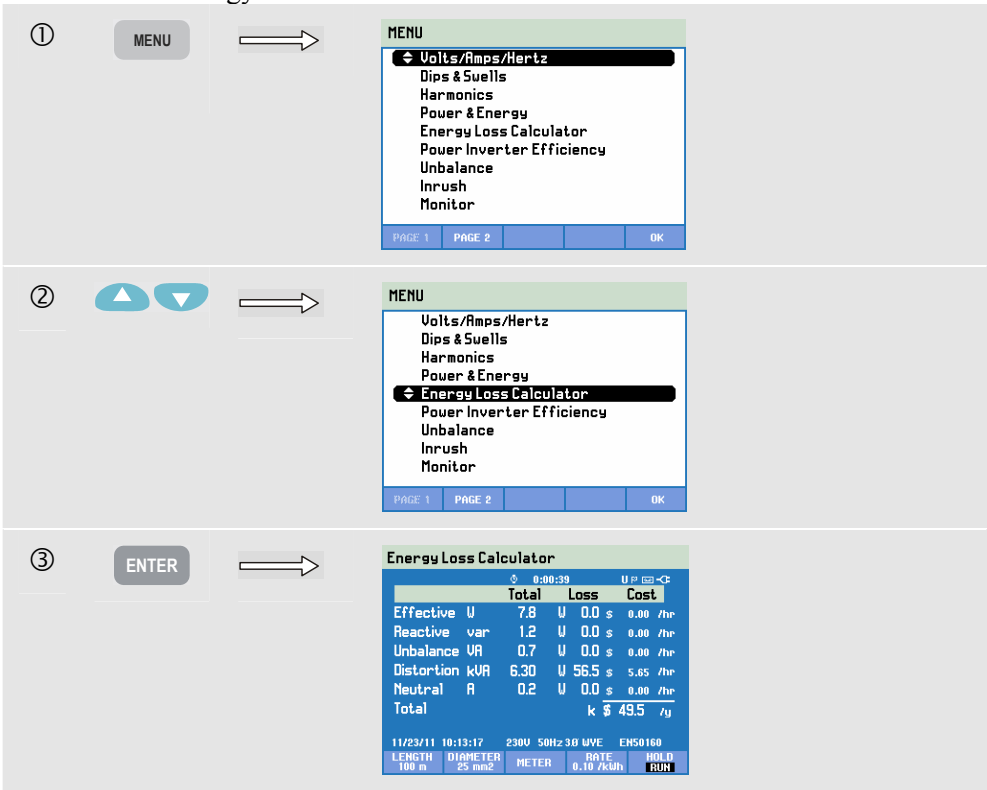 ①
MENU
MENU
Volts/Amps/Hertz
Dips & Swells
Harmonics
Power & Energy
Energy Loss Calculator
Power Inverter Efficiency
Unbalance
Inrush
Monitor
PAGE 1 PAGE 2 OK
②
MENU
Volts/Amps/Hertz
Dips & Swells
Harmonics
Power & Energy
Energy Loss Calculator
Power Inverter Efficiency
Unbalance
Inrush
Monitor
PAGE 1 PAGE 2 OK
③
ENTER
Energy Loss Calculator
0:00:39 U P
Total Loss Cost
Effective W 7.8 W 0.0 $ 0.00 /hr
Reactive var 1.2 W 0.0 $ 0.00 /hr
Unbalance VA 0.7 W 0.0 $ 0.00 /hr
Distortion kVA 6.30 W 56.5 $ 5.65 /hr
Neutral A 0.2 W 0.0 $ 0.00 /hr
Total k $ 49.5 /y
11/23/11 10:13:17 230V 50Hz 3Ø WYE EN50160
LENGTH DIAMETER METER RATE HOLD
100 m 25 mm2 0.10 /kWh RUN